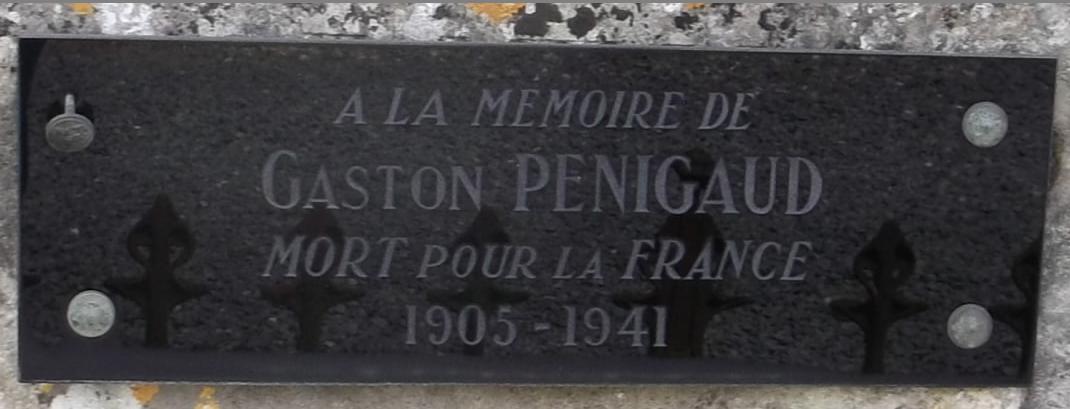 A LA MEMOIRE DE
GASTON PENIGAUD
MORT POUR LA FRANCE
1905 - 1941